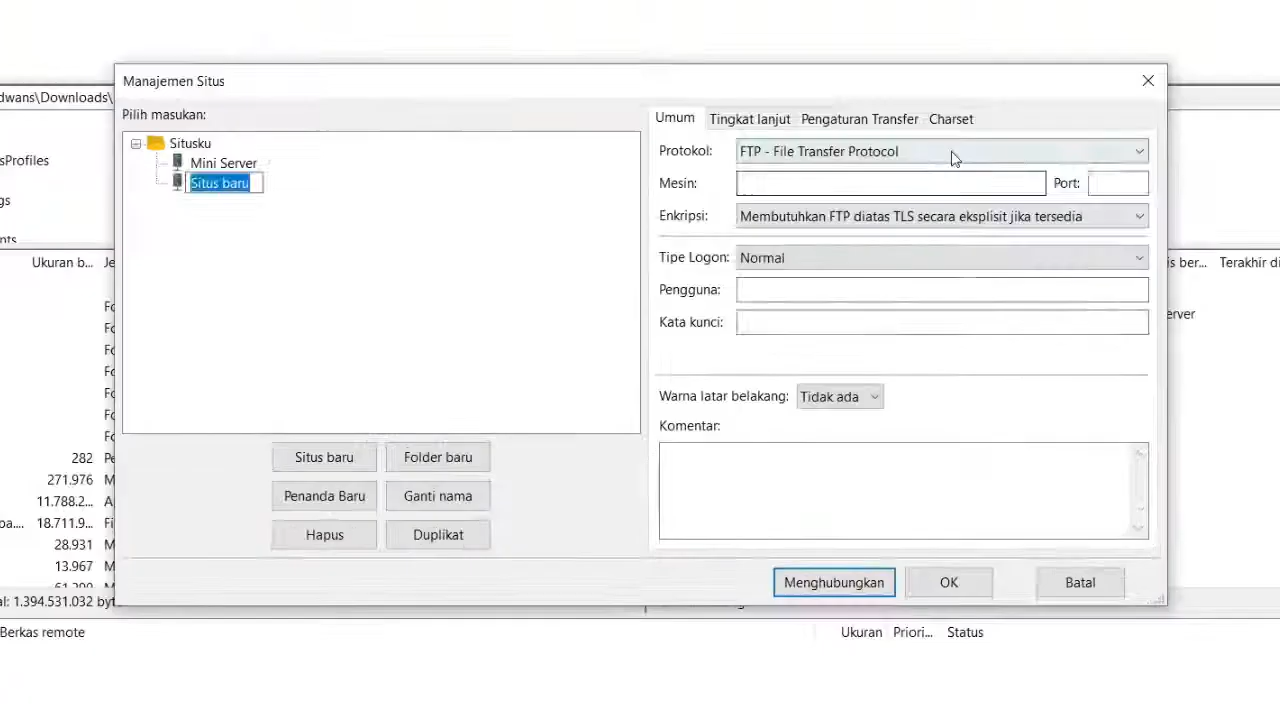 Manajemen Situs
dwans\Downloads\
Pilih masukan:
Situsku
Mini Server
Situs baru
Umum Tingkat lanjut Pengaturan Transfer Charset
Protokol: FTP - File Transfer Protocol
Mesin: Port:
Enkripsi: Membutuhkan FTP diatas TLS secara eksplisit jika tersedia
Tipe Logon: Normal
Pengguna:
Kata kunci:
Warna latar belakang: Tidak ada
Komentar:
Situs baru Folder baru
Penanda Baru Ganti nama
Hapus Duplikat
Menghubungkan OK Batal
sProfiles
gs
nts
Ukuran b... Je
Fo
Fo
Fo
Fo
Fo
Fo
Fo
282 Pe
271.976 M
11.788.2... A
pa.... 18.711.9... Fi
28.931 M
13.967 M
61.200 M
al: 1.394.531.032 byt
is ber... Terakhir di
erver
Berkas remote Ukuran Priori... Status